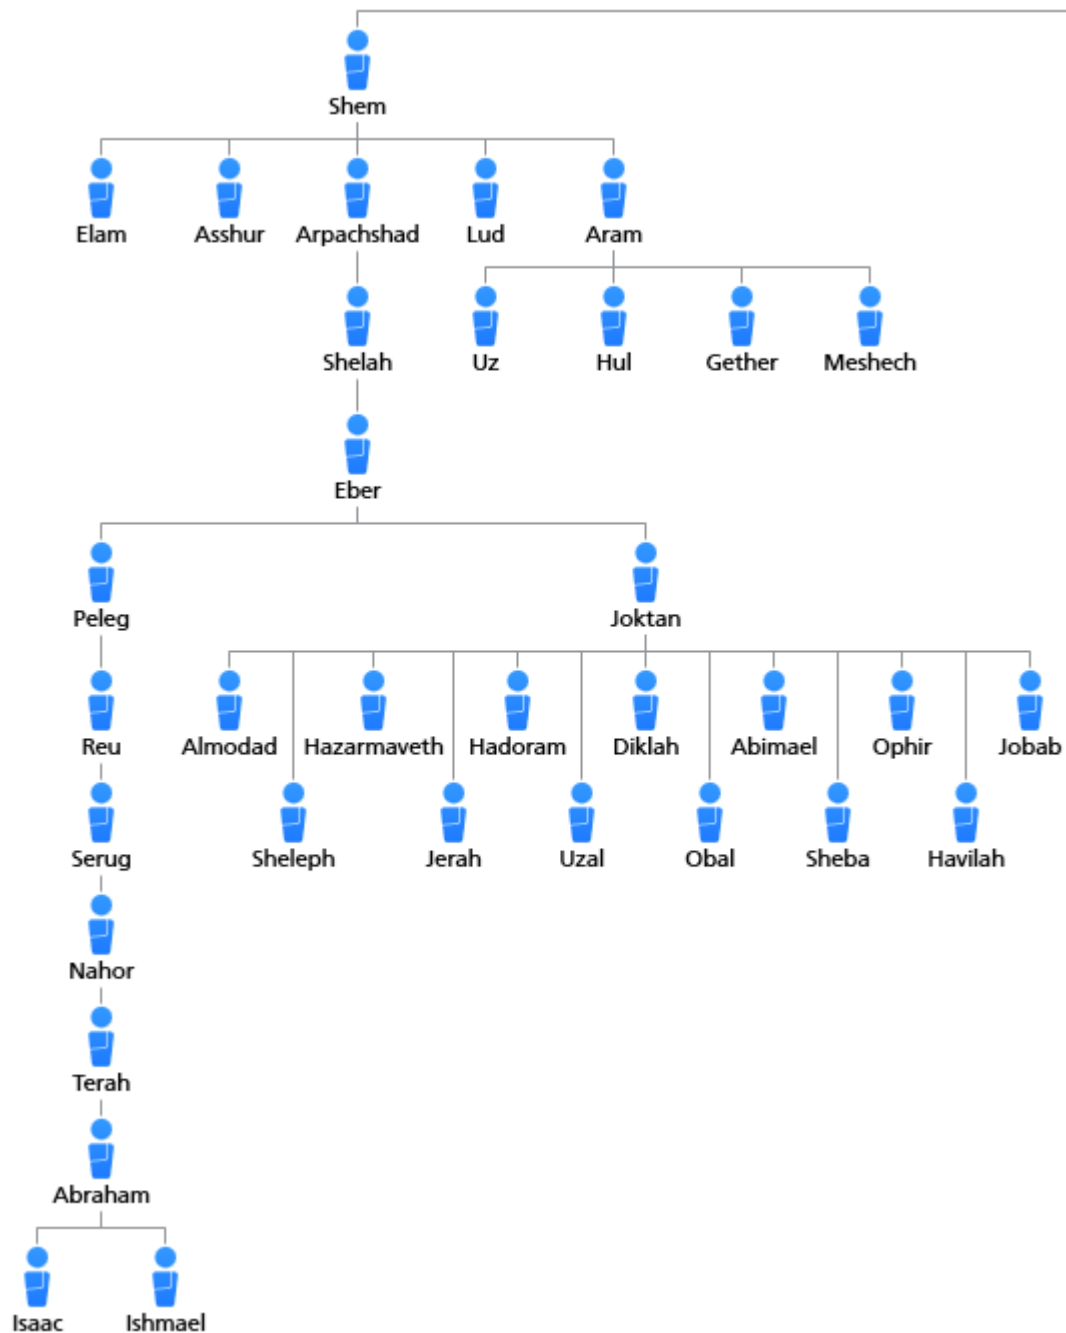 Shem
Elam Asshur Arpachshad Lud Aram
Shelah Uz Hul Gether Meshech
Eber
Peleg Joktan
Reu Almodad Hazarmaveth Hadoram Diklah Abimael Ophir Jobab
Serug Sheleph Jerah Uzal Obal Sheba Havilah
Nahor
Terah
Abraham
Isaac Ishmael